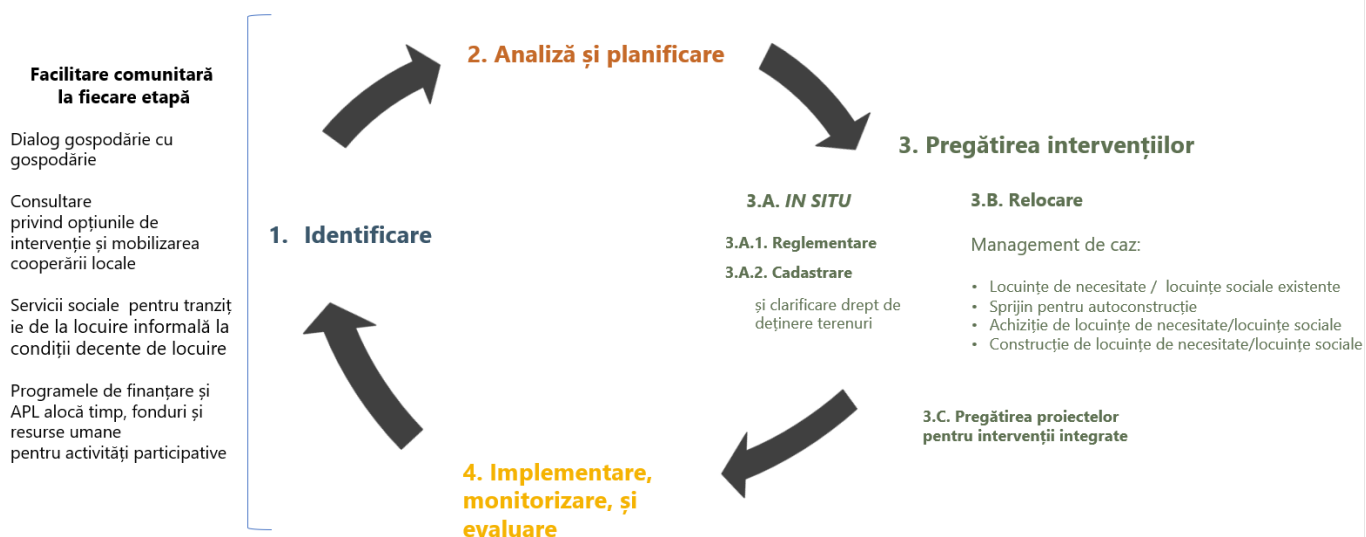 Facilitare comunitară
la fiecare etapă
Dialog gospodărie cu
gospodărie
Consultare
privind opțiunile de
intervenție și mobilizarea
cooperării locale
Servicii sociale  pentru tranziț
ie de la locuire informală la
condiții decente de locuire
Programele de finanțare și
APL alocă timp, fonduri și
resurse umane
pentru activități participative
1.  Identificare
2. Analiză și planificare
3. Pregătirea intervențiilor
3.A. IN SITU
3.A.1. Reglementare
3.A.2. Cadastrare
și clarificare drept de
deținere terenuri
3.B. Relocare
Management de caz:
• Locuințe de necesitate /  locuințe sociale existente
• Sprijin pentru autoconstrucție
• Achiziție de locuințe de necesitate/locuințe sociale
• Construcție de locuințe de necesitate/locuințe sociale
3.C. Pregătirea proiectelor
pentru intervenții integrate
4. Implementare,
monitorizare, și
evaluare